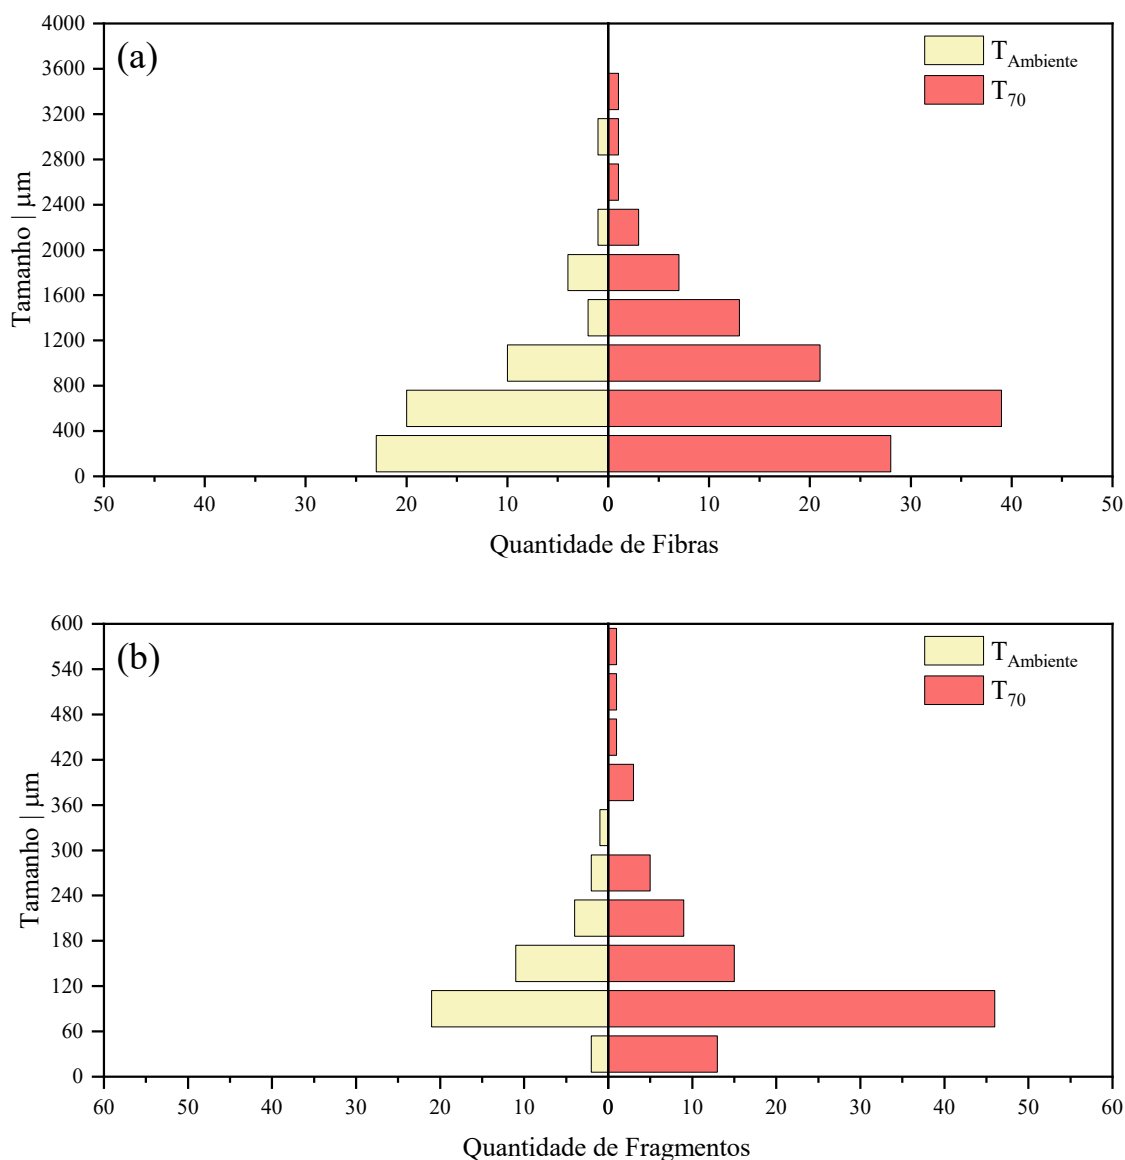 (a)
T_Ambiente
T_70
4000
3600
3200
2800
2400
2000
1600
1200
800
400
0
Tamanho | µm
50 40 30 20 10 0 0 10 20 30 40 50
Quantidade de Fibras
(b)
T_Ambiente
T_70
600
540
480
420
360
300
240
180
120
60
0
Tamanho | µm
60 50 40 30 20 10 0 0 10 20 30 40 50 60
Quantidade de Fragmentos